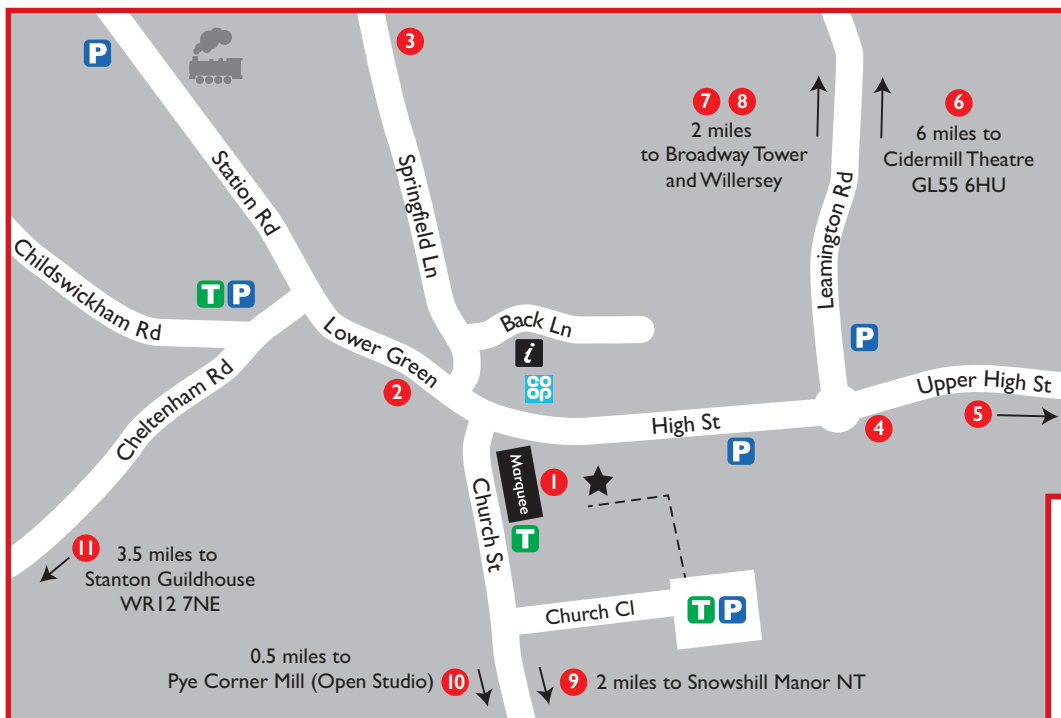 P
3
7 8
2 miles
to Broadway Tower
and Willersey
6
6 miles to
Cidermill Theatre
GL55 6HU
Station Rd
Springfield Ln
Leamington Rd
Childswickham Rd
T P
Lower Green
Back Ln
i
P
co
op
2
Cheltenham Rd
High St
Upper High St
4
5
P
Marquee
1
Church St
T
11
3.5 miles to
Stanton Guildhouse
WR12 7NE
Church Cl
T P
0.5 miles to
Pye Corner Mill (Open Studio) 10
9 2 miles to Snowshill Manor NT